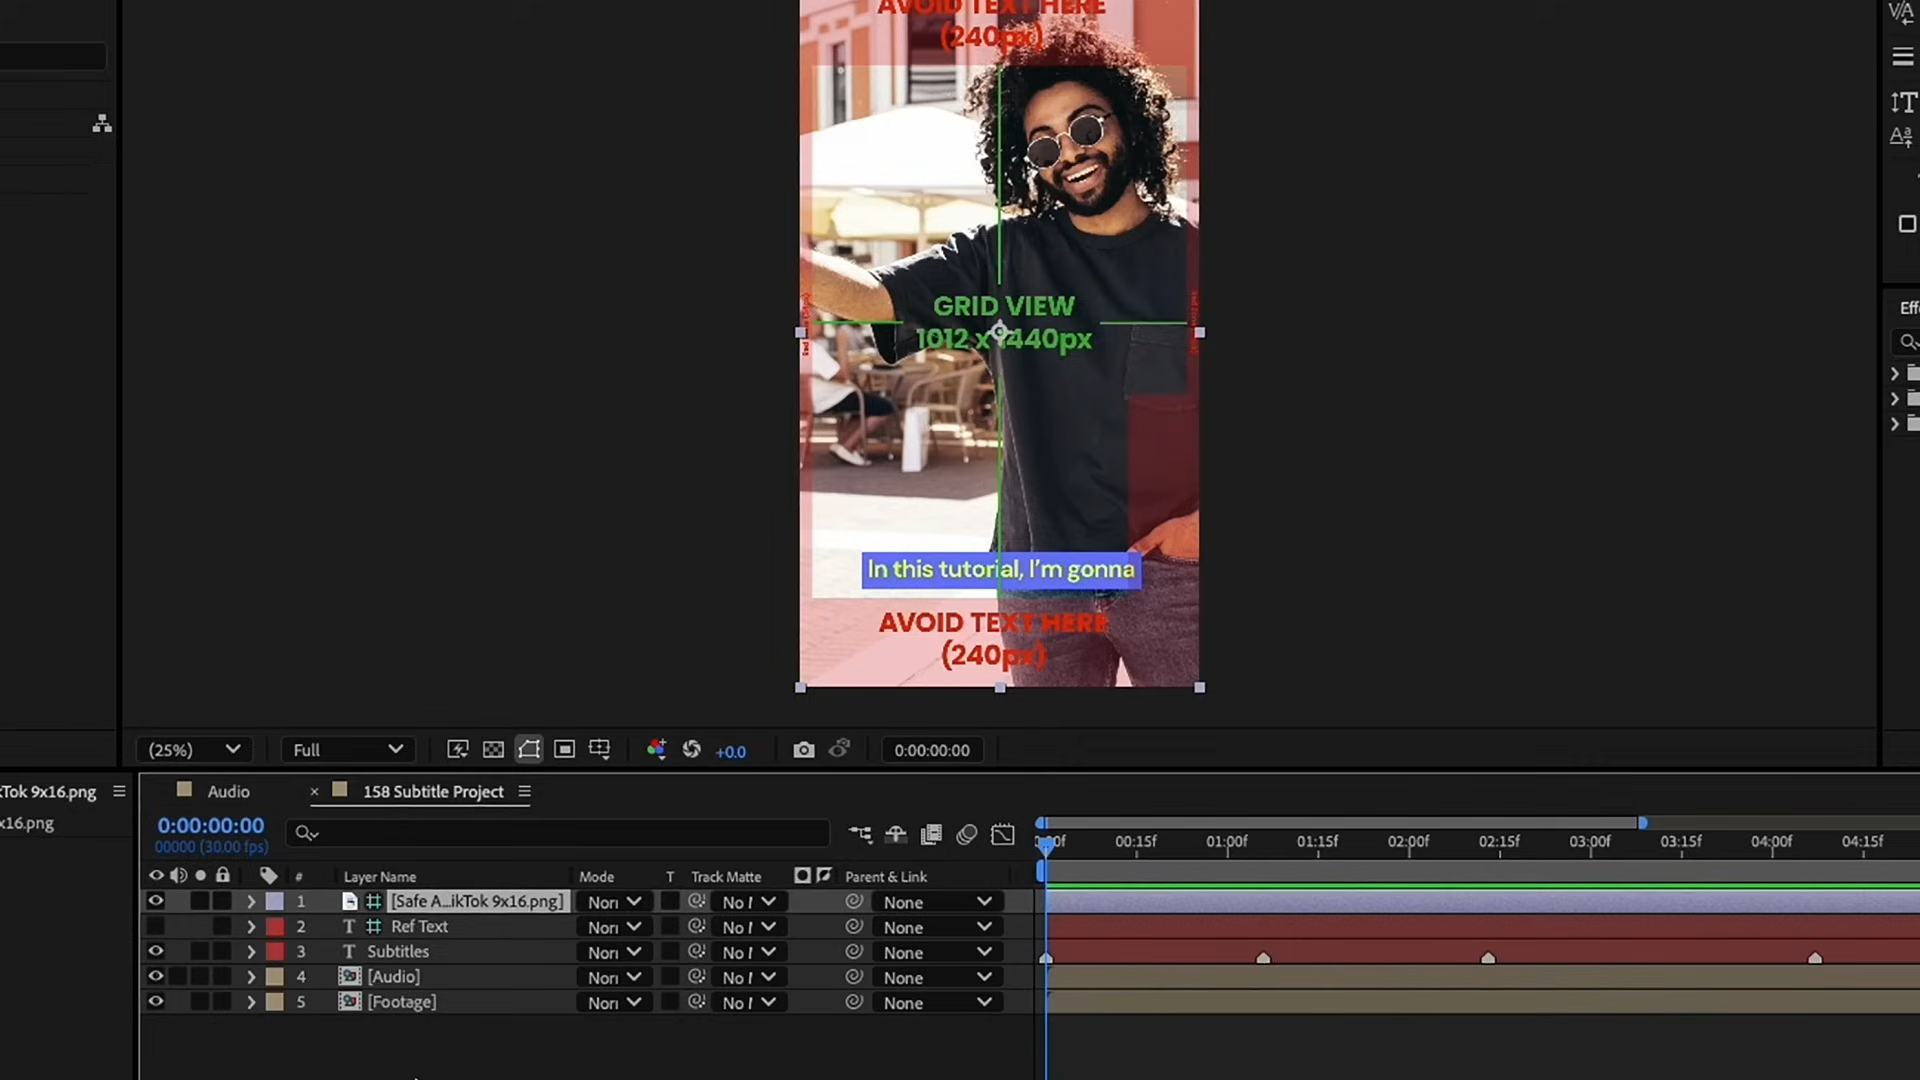 AVOID TEXT HERE
(240px)
GRID VIEW
1012 x 1440px
In this tutorial, I'm gonna
AVOID TEXT HERE
(240px)
(25%)
Full
+0.0
0:00:00:00
Eff
kTok 9x16.png
x16.png
Audio
× 158 Subtitle Project
0:00:00:00
00000 (30.00 fps)
00:15f 01:00f 01:15f 02:00f 02:15f 03:00f 03:15f 04:00f 04:15f
# Layer Name Mode T Track Matte Parent & Link
1 [Safe A...ikTok 9x16.png] Nor No None
2 T Ref Text Nor No None
3 T Subtitles Nor No None
4 [Audio] Nor No None
5 [Footage] Nor No None